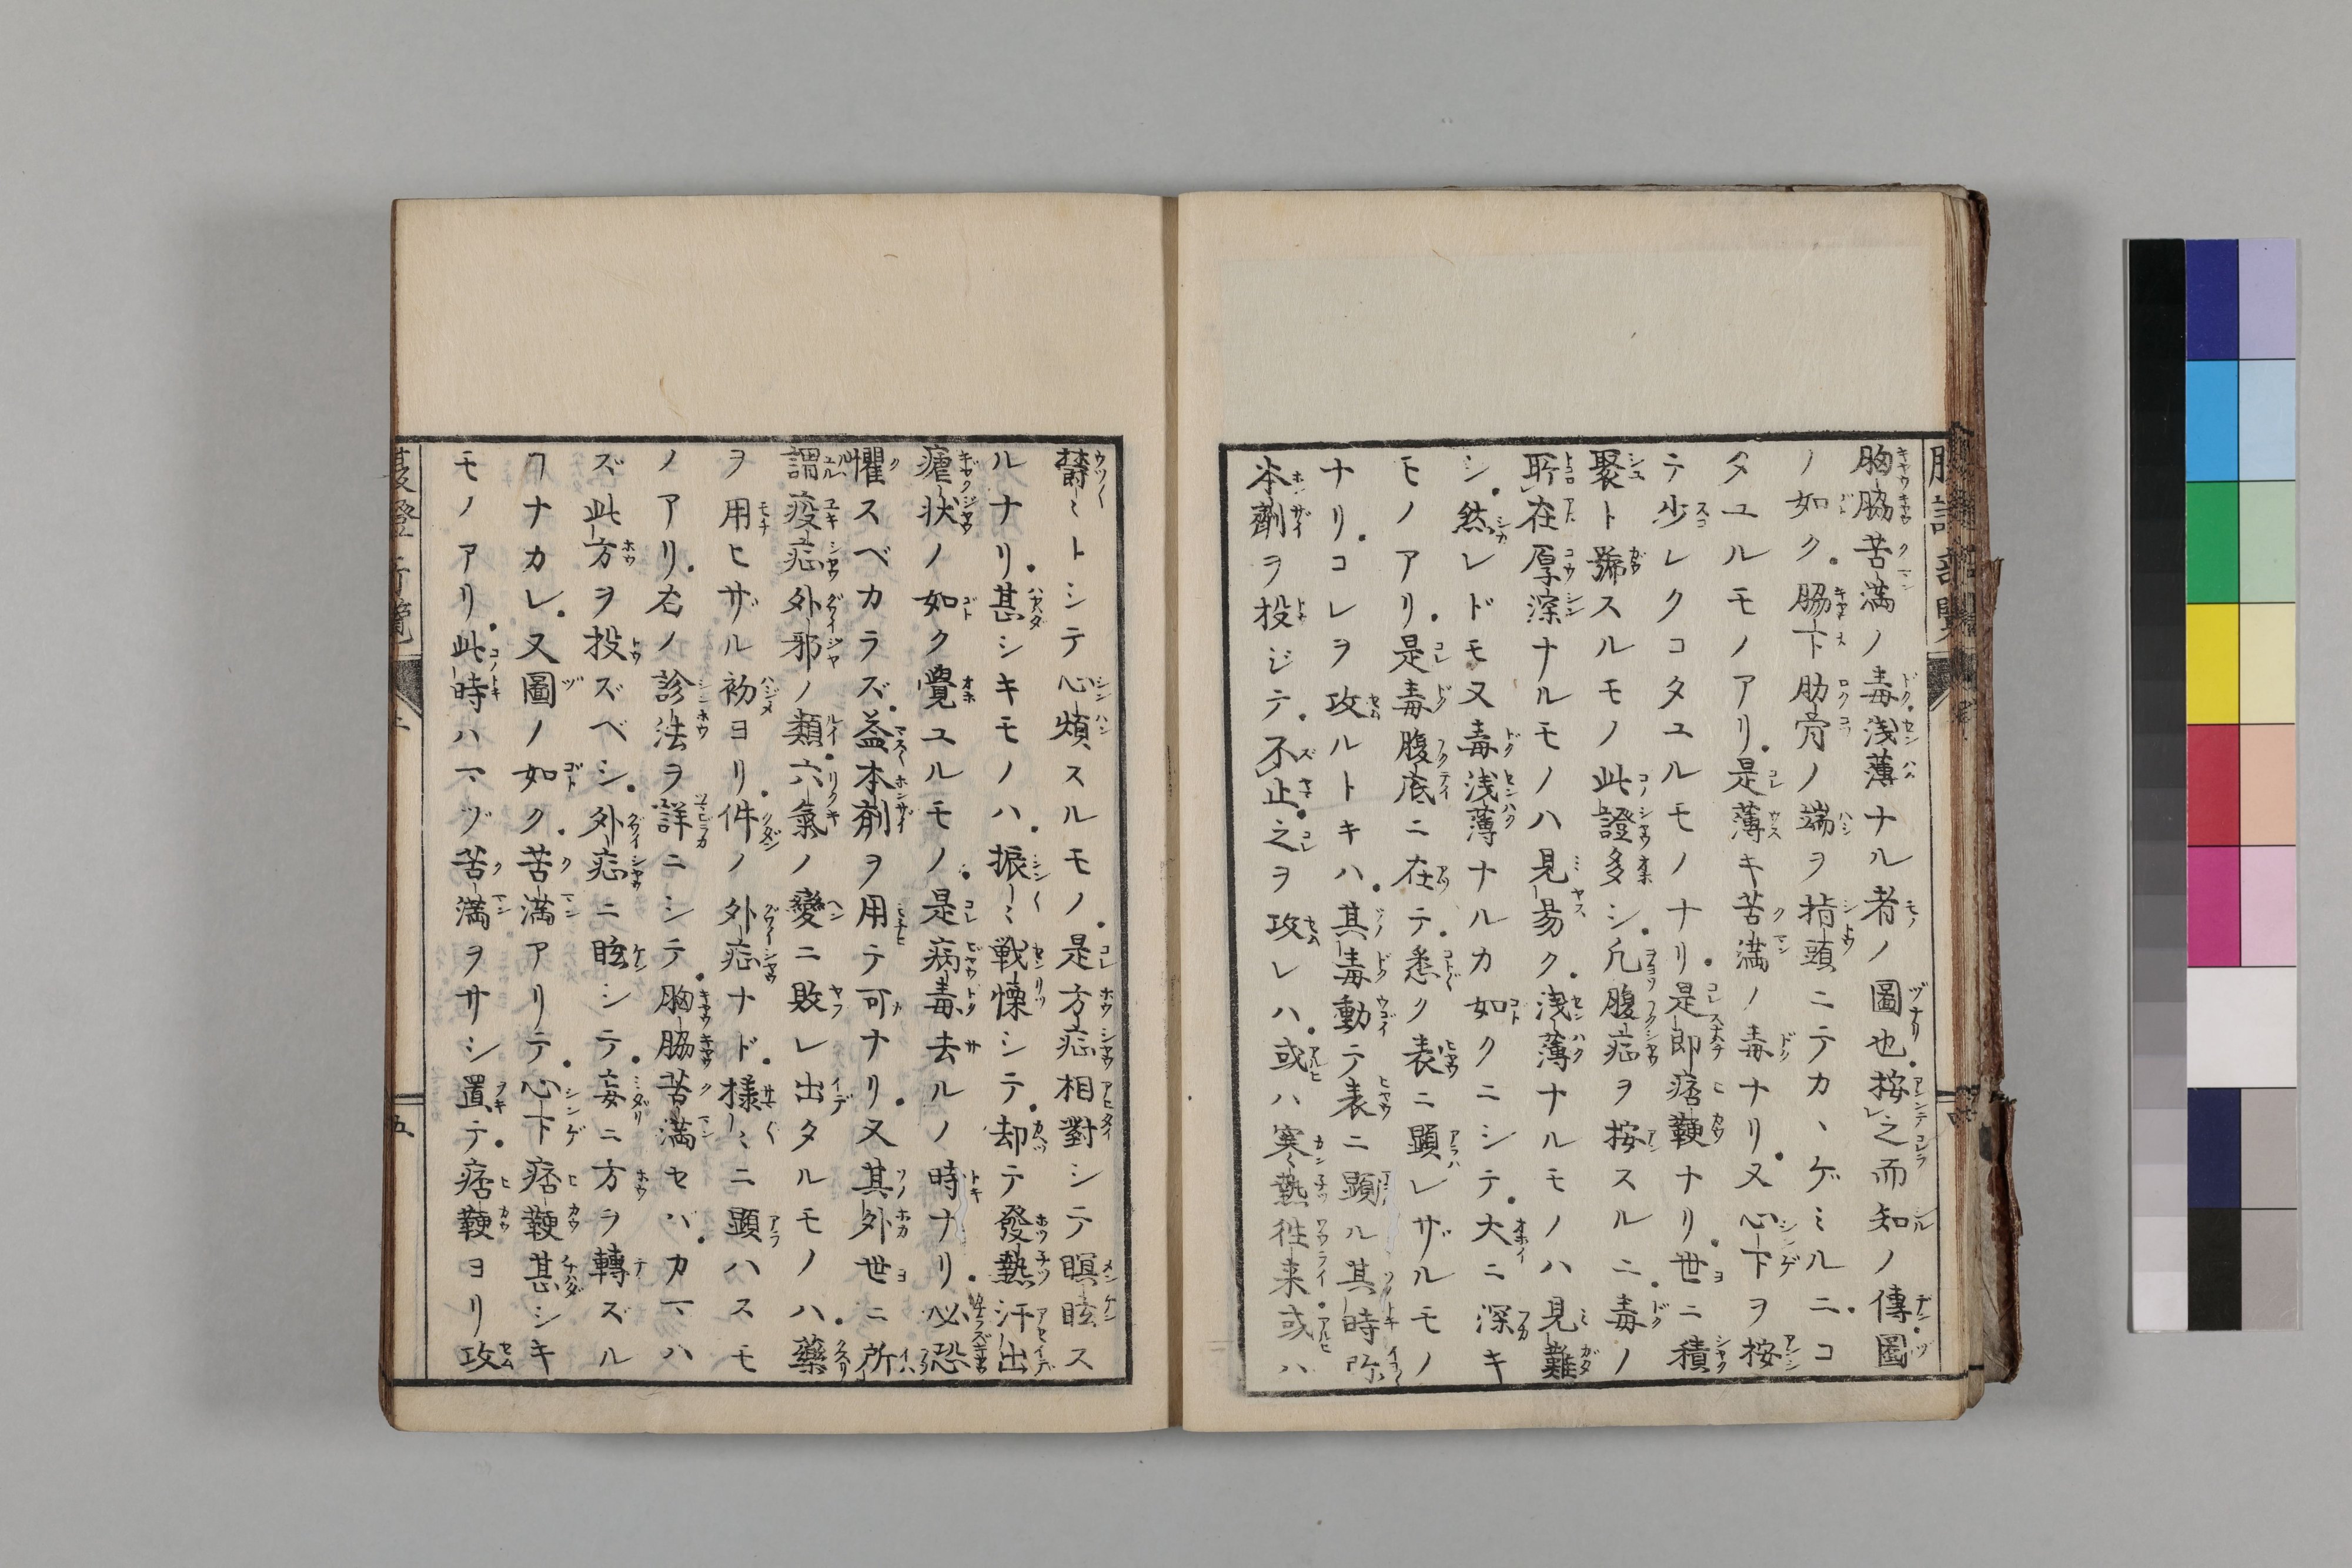 胸脇苦満ノ毒浅薄ナル者ノ圖也按㆑之而知ノ傳圖
ノ如ク脇下肋骨ノ端ヲ指頭ニテカヽゲミルニコ
タユルモノアリ是薄キ苦満ノ毒ナリ又心下ヲ按
テ少レクコタユルモノナリ是即痞鞕ナリ世ニ積
聚ト號スルモノ此證多シ凡腹症ヲ按スルニ毒ノ
所在厚深ナルモノハ見易ク浅薄ナルモノハ見難
シ然レドモ又毒浅薄ナルカ如クニシテ大ニ深キ
モノアリ是毒腹底ニ在テ悉ク表ニ顕レザルモノ
ナリコレヲ攻ルトキハ其毒動テ表ニ顕ル其時弥
本劑ヲ投ジテ不止之ヲ攻レハ或ハ寒熱徃来或ハ
欝〻トシテ心煩スルモノ是方症相對シテ瞑眩ス
ルナリ甚シキモノハ振〻戦慄シテ却テ發熱汗出
瘧状ノ如ク覺ユルモノ是病毒去ルノ時ナリ必恐
懼スベカラズ益本剤ヲ用テ可ナリ又其外世ニ所
謂疫症外邪ノ類六氣ノ變ニ敗レ出タルモノハ藥
ヲ用ヒザル初ヨリ件ノ外症ナド様〻ニ顕ハスモ
ノアリ右ノ診法ヲ詳ニシテ胸脇苦満セバカマハ
ズ此方ヲ投ズベシ外症ニ眩シテ妄ニ方ヲ轉ズル
ヿナカレ又圖ノ如ク苦満アリテ心下痞鞕甚シキ
モノアリ此時ハマヅ苦満ヲサシ置テ痞鞕ヨリ攻
五